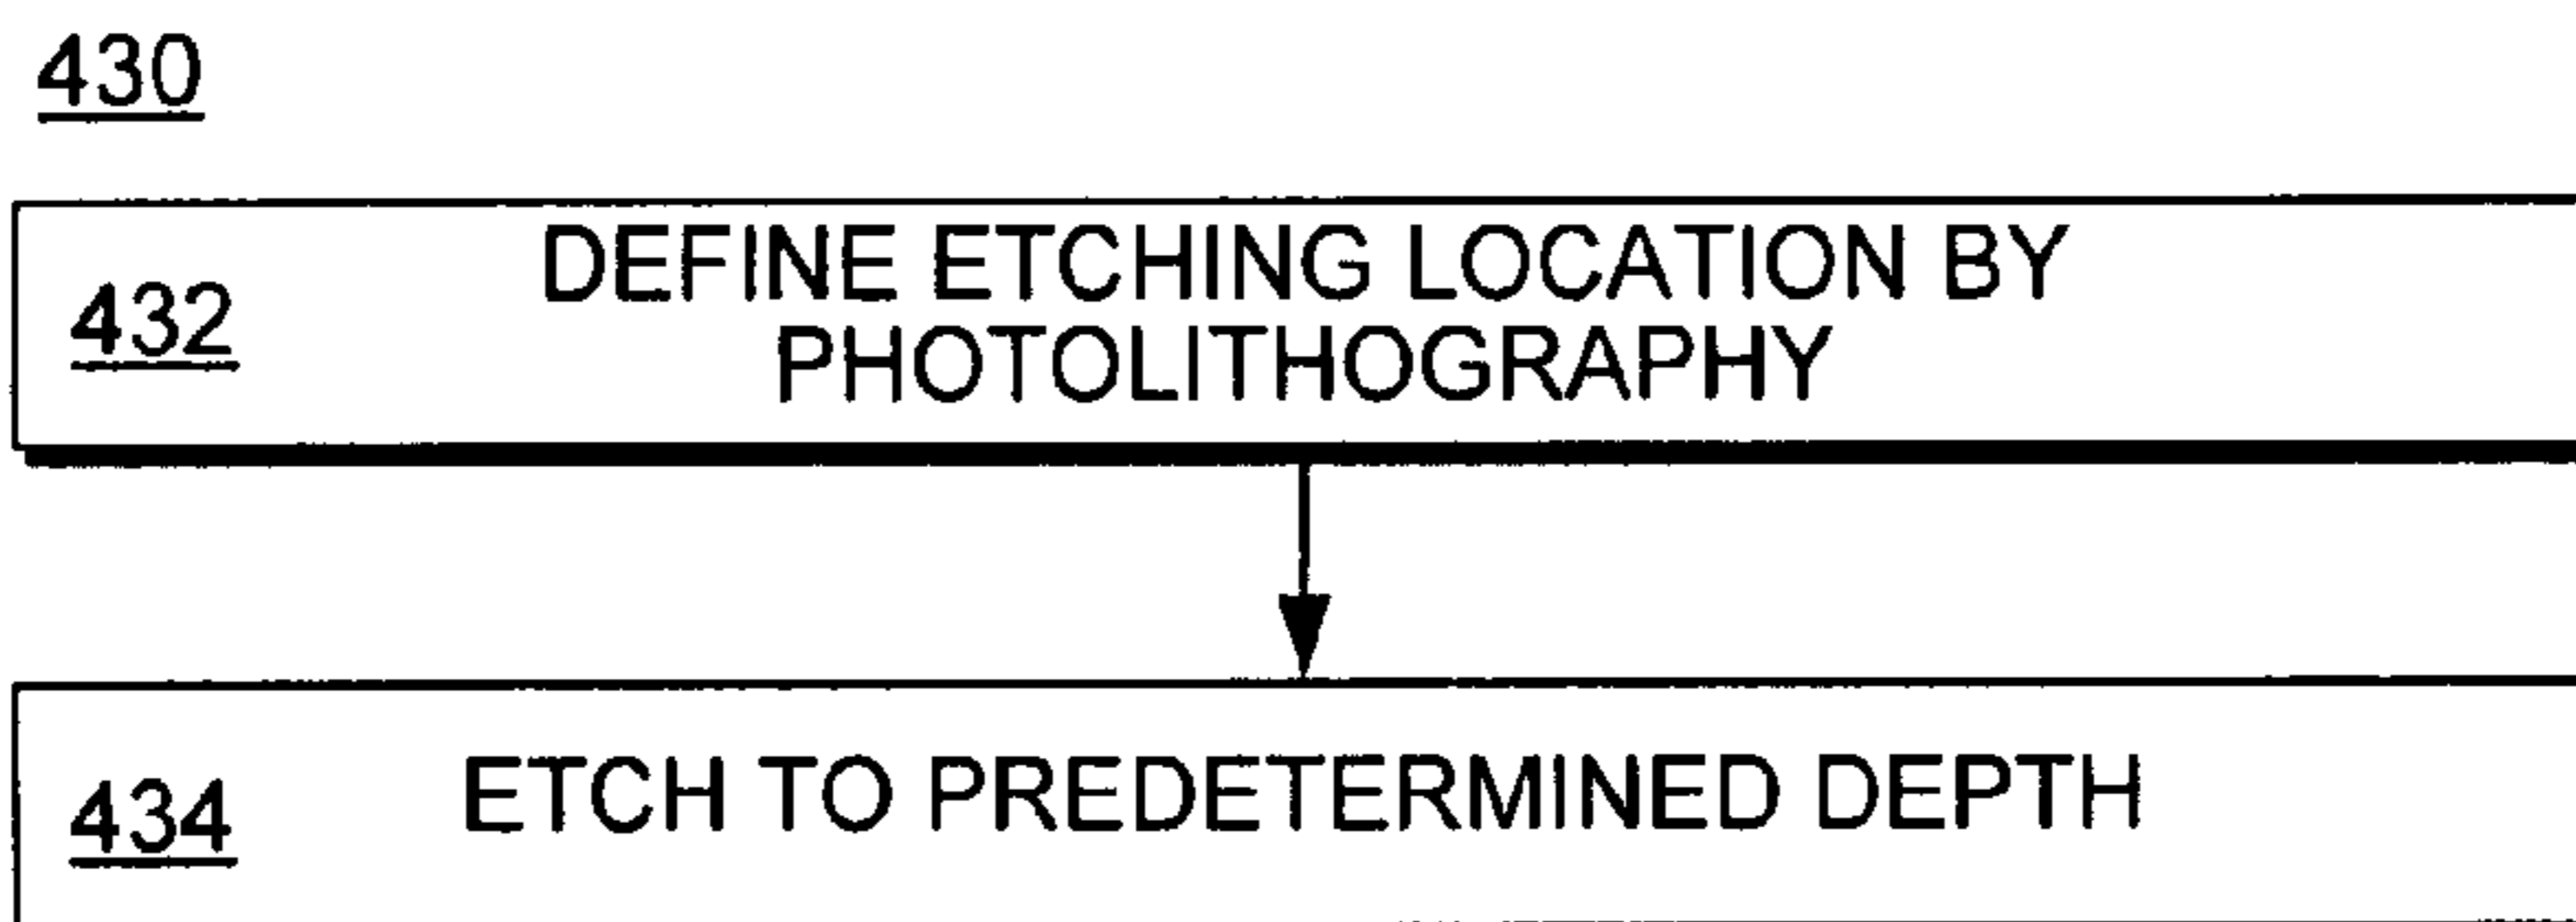 430
DEFINE ETCHING LOCATION BY
432
PHOTOLITHOGRAPHY
434 ETCH TO PREDETERMINED DEPTH